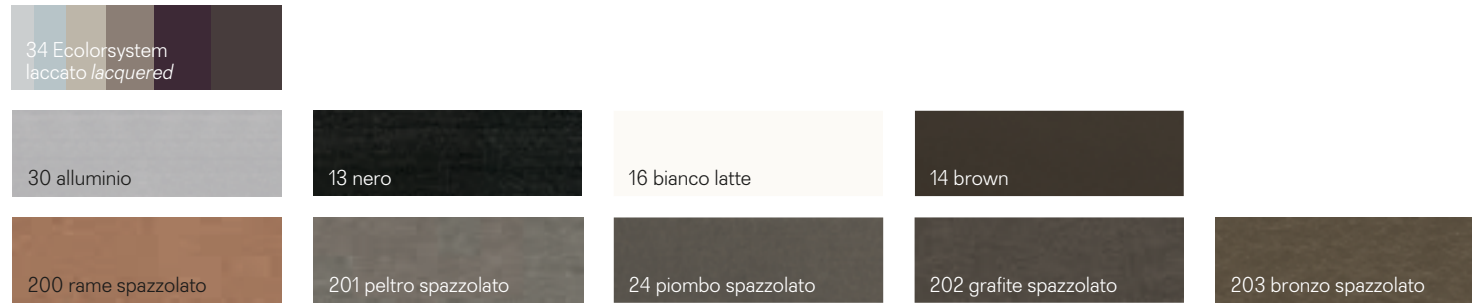 34 Ecolorsystem
laccato lacquered
30 alluminio
13 nero
16 bianco latte
14 brown
200 rame spazzolato
201 peltro spazzolato
24 piombo spazzolato
202 grafite spazzolato
203 bronzo spazzolato